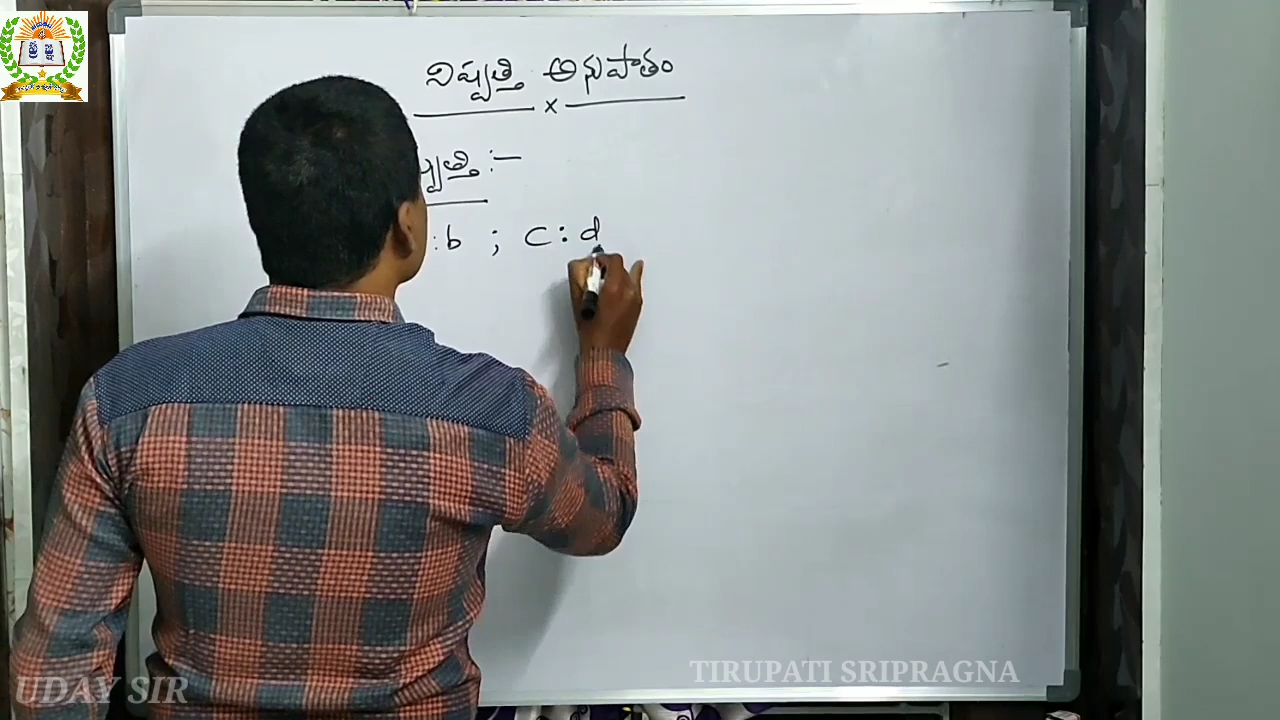 నిష్పత్తి అనుపాతం
x
ష్పత్తి :-
: b ; c : d
UDAY SIR
TIRUPATI SRIPRAGNA